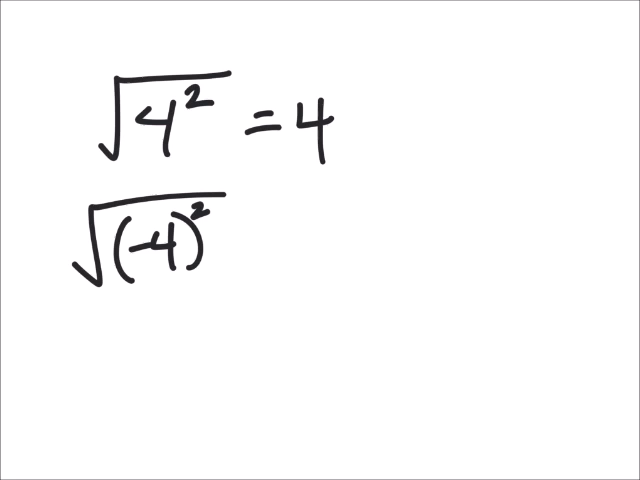 √4² = 4
√(-4)²